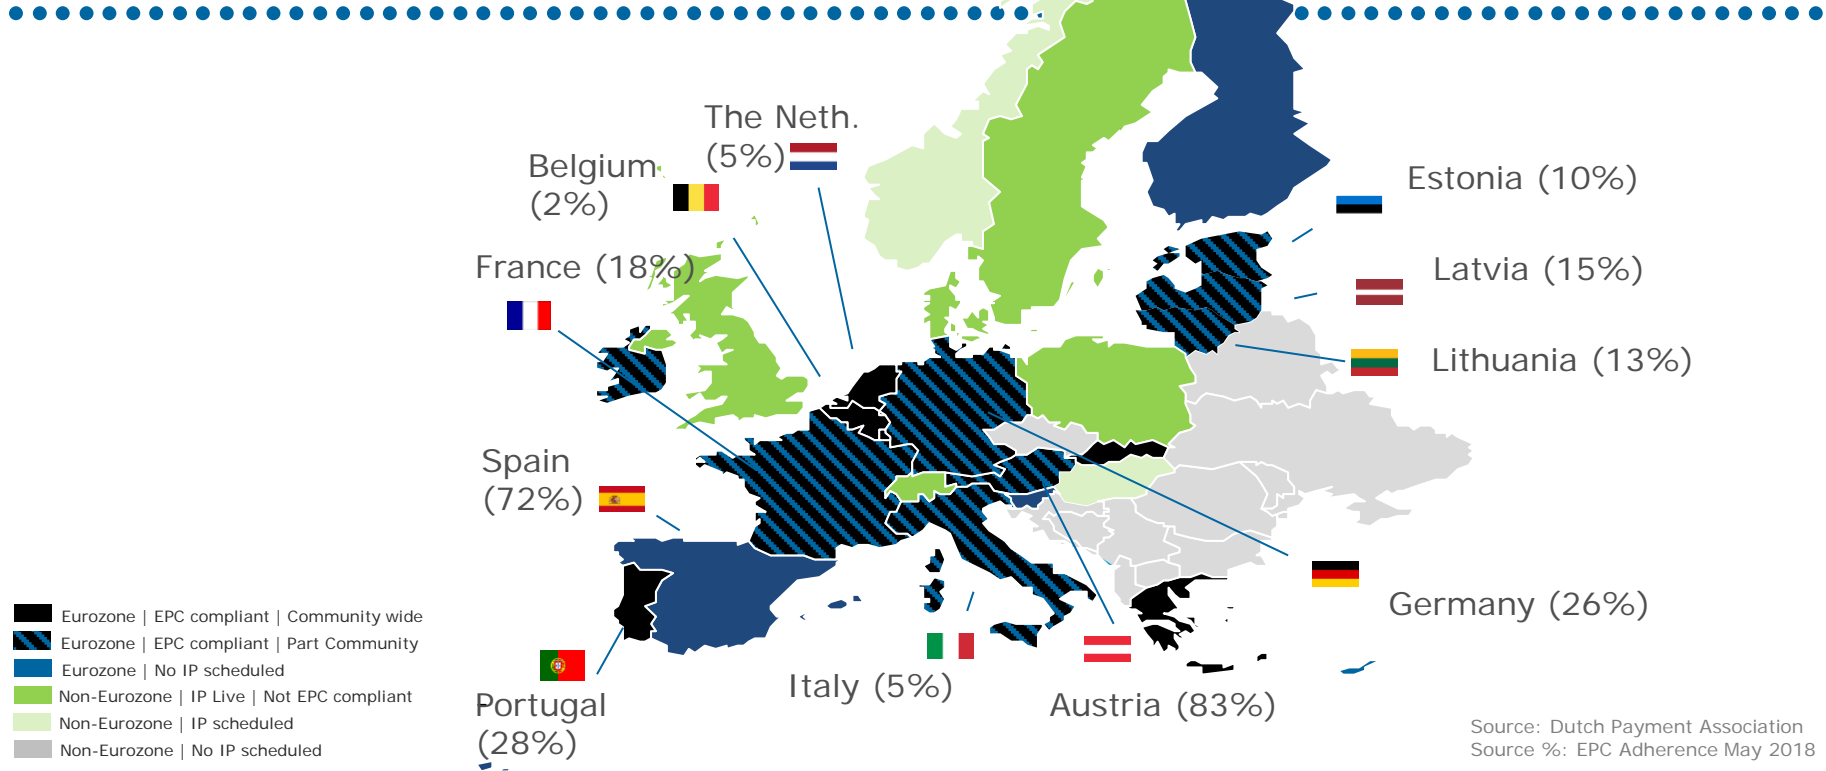 The Neth.
(5%)
Belgium
(2%)
France (18%)
Estonia (10%)
Latvia (15%)
Lithuania (13%)
Spain
(72%)
Germany (26%)
Italy (5%)
Austria (83%)
Portugal
(28%)
Eurozone | EPC compliant | Community wide
Eurozone | EPC compliant | Part Community
Eurozone | No IP scheduled
Non-Eurozone | IP Live | Not EPC compliant
Non-Eurozone | IP scheduled
Non-Eurozone | No IP scheduled
Source: Dutch Payment Association
Source %: EPC Adherence May 2018